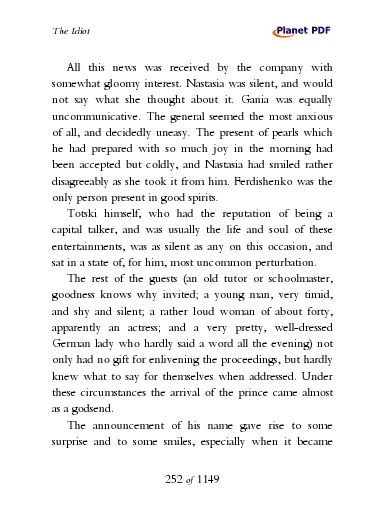 The Idiot
Planet PDF
All this news was received by the company with
somewhat gloomy interest. Nastasia was silent, and would
not say what she thought about it. Gania was equally
uncommunicative. The general seemed the most anxious
of all, and decidedly uneasy. The present of pearls which
he had prepared with so much joy in the morning had
been accepted but coldly, and Nastasia had smiled rather
disagreeably as she took it from him. Ferdishenko was the
only person present in good spirits.
Totski himself, who had the reputation of being a
capital talker, and was usually the life and soul of these
entertainments, was as silent as any on this occasion, and
sat in a state of, for him, most uncommon perturbation.
The rest of the guests (an old tutor or schoolmaster,
goodness knows why invited; a young man, very timid,
and shy and silent; a rather loud woman of about forty,
apparently an actress; and a very pretty, well-dressed
German lady who hardly said a word all the evening) not
only had no gift for enlivening the proceedings, but hardly
knew what to say for themselves when addressed. Under
these circumstances the arrival of the prince came almost
as a godsend.
The announcement of his name gave rise to some
surprise and to some smiles, especially when it became
252 of 1149